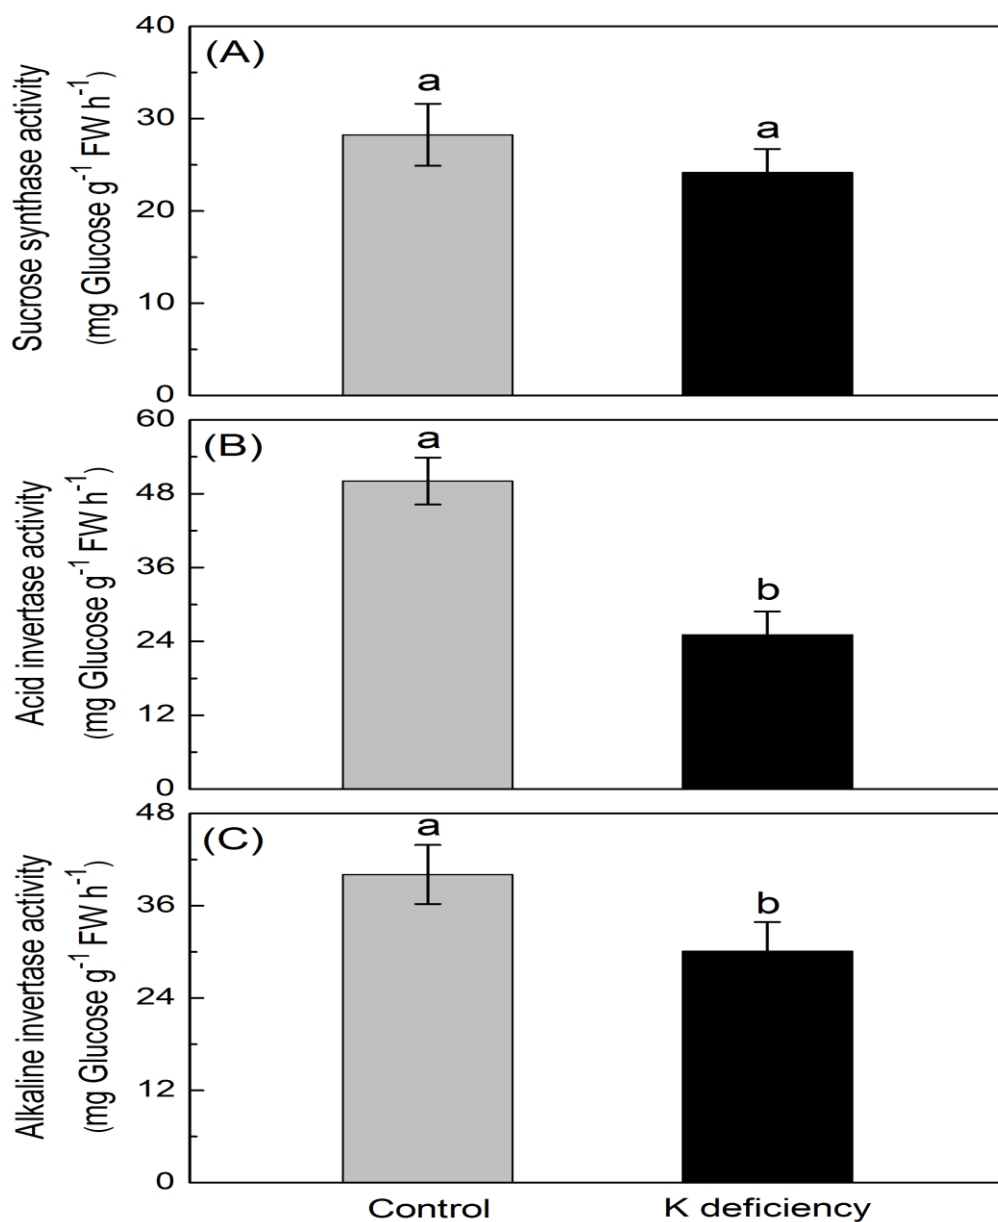 (A)
Sucrose synthase activity
(mg Glucose g⁻¹ FW h⁻¹)
40
30
20
10
0
a
a
(B)
Acid invertase activity
(mg Glucose g⁻¹ FW h⁻¹)
60
48
36
24
12
0
a
b
(C)
Alkaline invertase activity
(mg Glucose g⁻¹ FW h⁻¹)
48
36
24
12
0
a
b
Control K deficiency